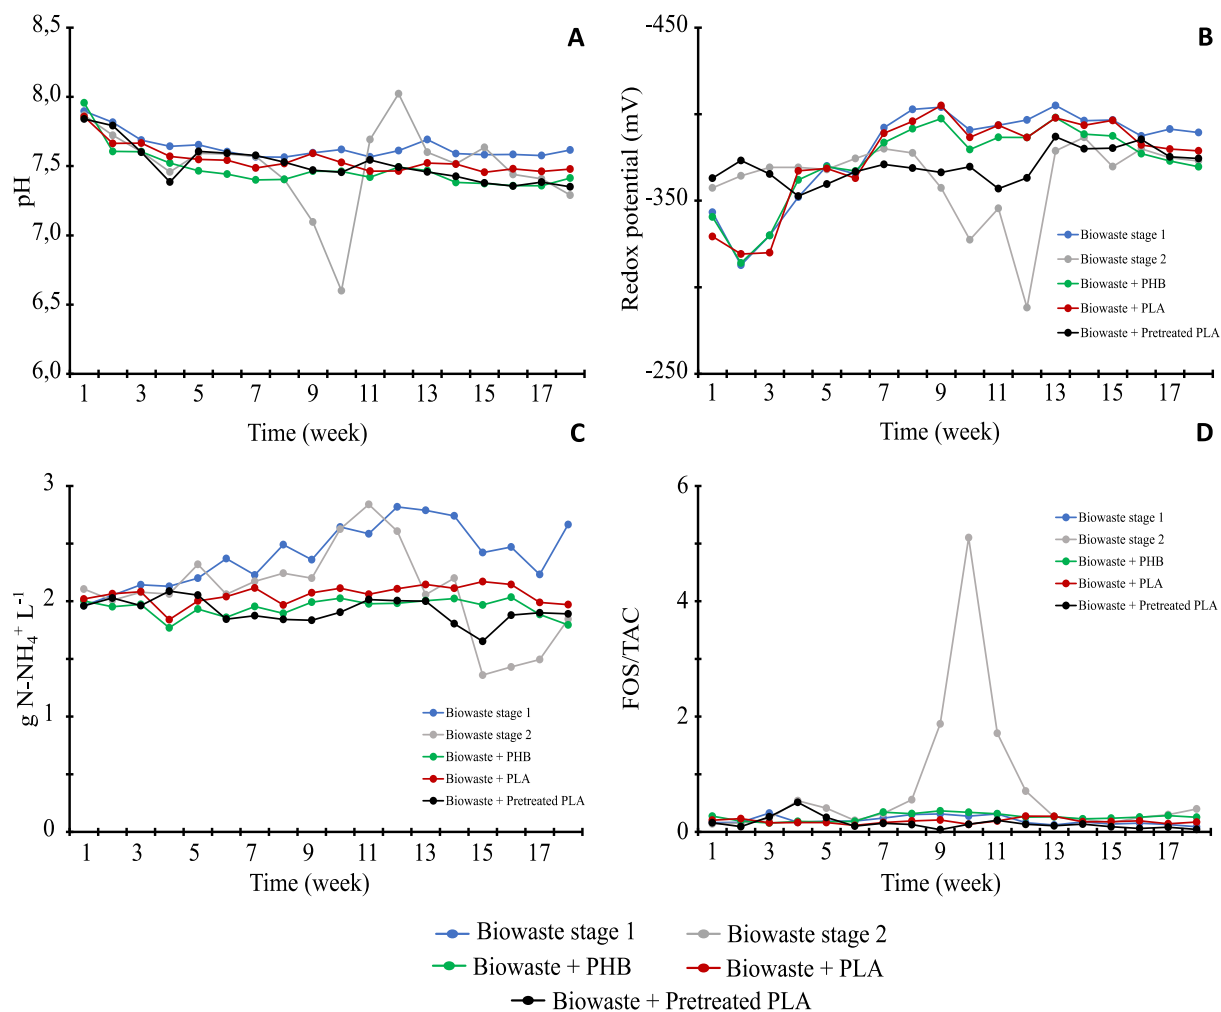 A
8,5
8,0
7,5
7,0
6,5
6,0
pH
1 3 5 7 9 11 13 15 17
Time (week)
B
-450
-400
-350
-300
-250
Redox potential (mV)
Biowaste stage 1
Biowaste stage 2
Biowaste + PHB
Biowaste + PLA
Biowaste + Pretreated PLA
1 3 5 7 9 11 13 15 17
Time (week)
C
3
2
1
0
g N-NH₄⁺ L⁻¹
Biowaste stage 1
Biowaste stage 2
Biowaste + PHB
Biowaste + PLA
Biowaste + Pretreated PLA
1 3 5 7 9 11 13 15 17
Time (week)
D
6
4
2
0
FOS/TAC
Biowaste stage 1
Biowaste stage 2
Biowaste + PHB
Biowaste + PLA
Biowaste + Pretreated PLA
1 3 5 7 9 11 13 15 17
Time (week)
Biowaste stage 1 Biowaste stage 2
Biowaste + PHB Biowaste + PLA
Biowaste + Pretreated PLA